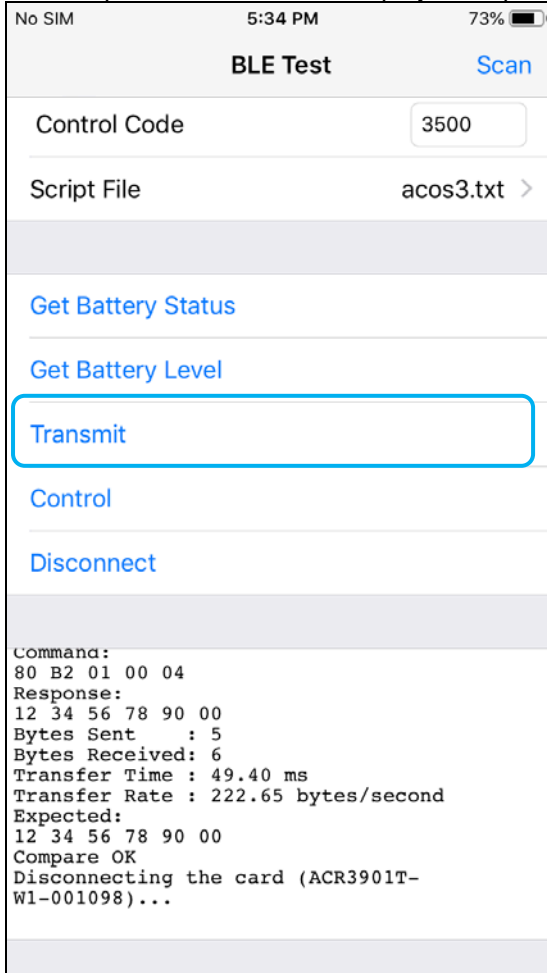 No SIM 5:34 PM 73%
BLE Test Scan
Control Code 3500
Script File acos3.txt >
Get Battery Status
Get Battery Level
Transmit
Control
Disconnect
Command:
80 B2 01 00 04
Response:
12 34 56 78 90 00
Bytes Sent    : 5
Bytes Received: 6
Transfer Time : 49.40 ms
Transfer Rate : 222.65 bytes/second
Expected:
12 34 56 78 90 00
Compare OK
Disconnecting the card (ACR3901T-
W1-001098)...